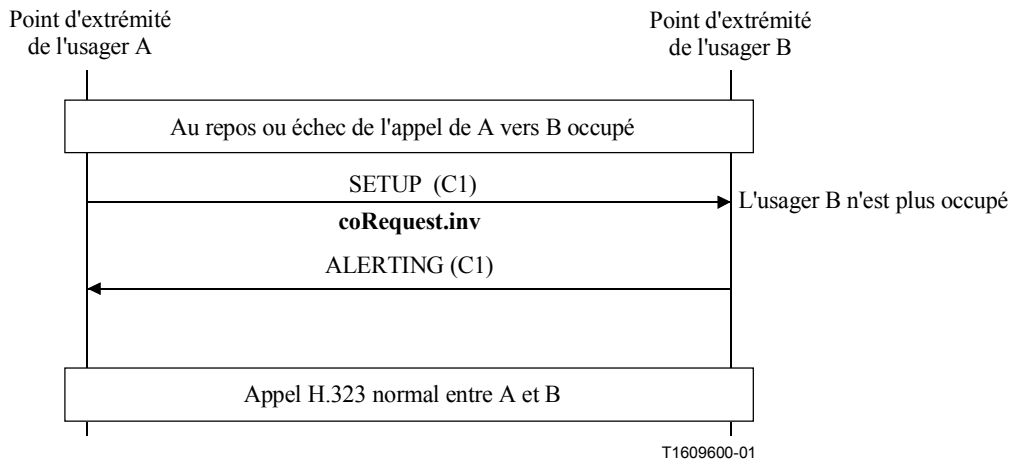 Point d'extrémité
de l'usager A
Point d'extrémité
de l'usager B
Au repos ou échec de l'appel de A vers B occupé
SETUP (C1)
coRequest.inv
L'usager B n'est plus occupé
ALERTING (C1)
Appel H.323 normal entre A et B
T1609600-01